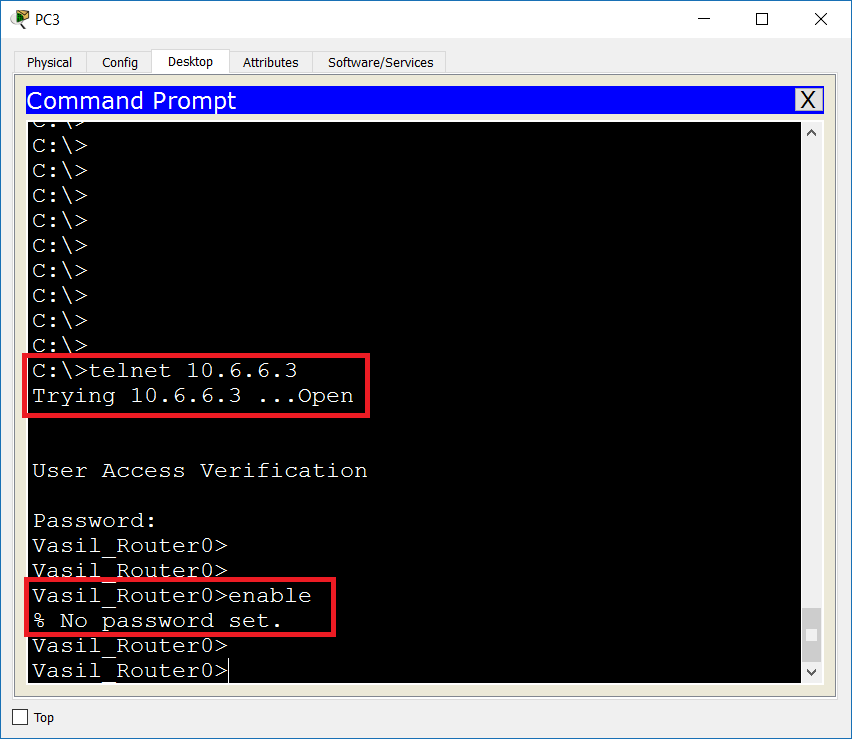 PC3
Physical Config Desktop Attributes Software/Services
Command Prompt X
C:\>
C:\>
C:\>
C:\>
C:\>
C:\>
C:\>
C:\>
C:\>
C:\>
C:\>telnet 10.6.6.3
Trying 10.6.6.3 ...Open
User Access Verification
Password:
Vasil_Router0>
Vasil_Router0>
Vasil_Router0>enable
% No password set.
Vasil_Router0>
Vasil_Router0>
Top